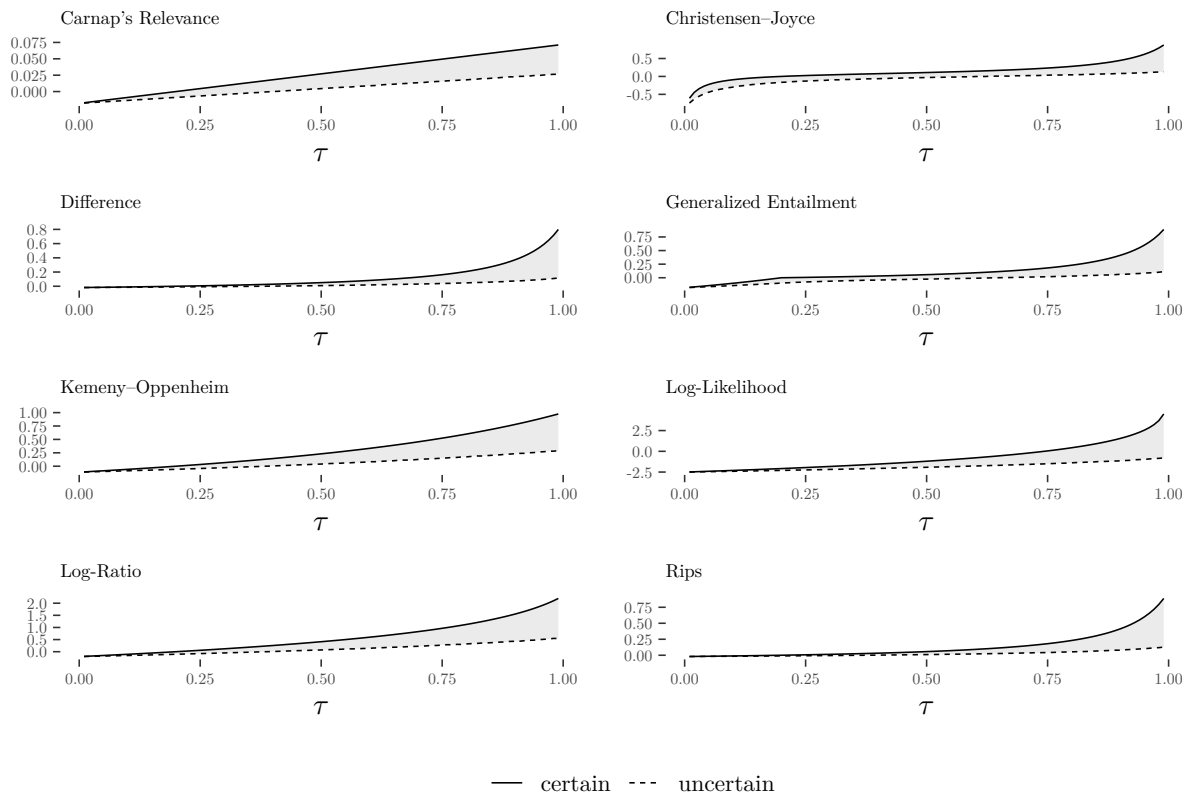 Carnap's Relevance
0.075
0.050
0.025
0.000
0.00 0.25 0.50 0.75 1.00
τ
Christensen–Joyce
0.5
0.0
-0.5
0.00 0.25 0.50 0.75 1.00
τ
Difference
0.8
0.6
0.4
0.2
0.0
0.00 0.25 0.50 0.75 1.00
τ
Generalized Entailment
0.75
0.50
0.25
0.00
0.00 0.25 0.50 0.75 1.00
τ
Kemeny–Oppenheim
1.00
0.75
0.50
0.25
0.00
0.00 0.25 0.50 0.75 1.00
τ
Log-Likelihood
2.5
0.0
-2.5
0.00 0.25 0.50 0.75 1.00
τ
Log-Ratio
2.0
1.5
1.0
0.5
0.0
0.00 0.25 0.50 0.75 1.00
τ
Rips
0.75
0.50
0.25
0.00
0.00 0.25 0.50 0.75 1.00
τ
certain uncertain